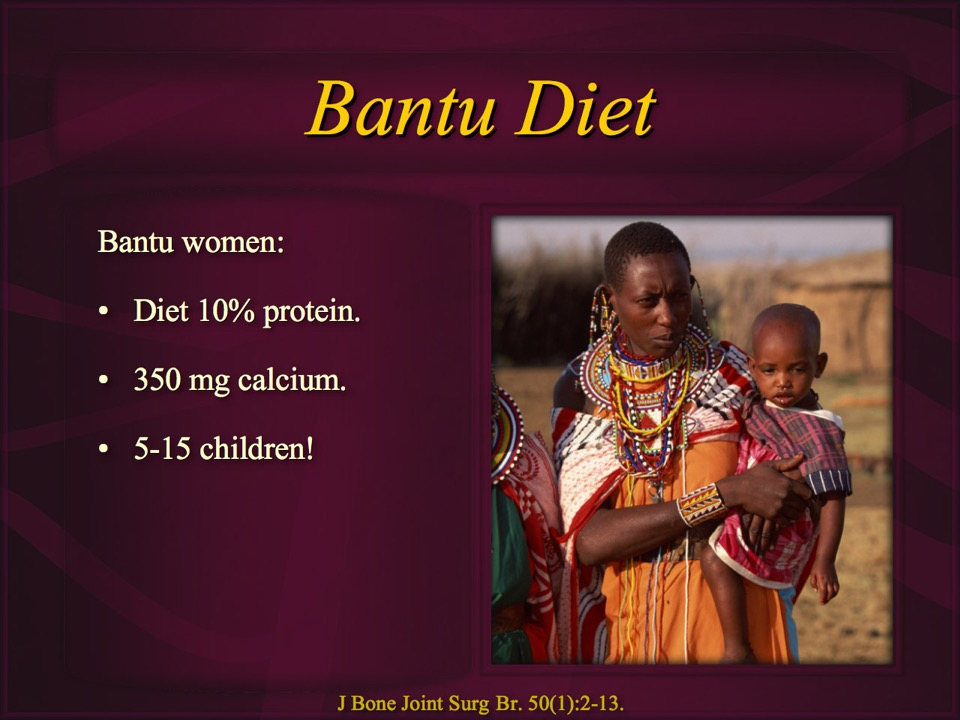 Bantu Diet
Bantu women:
• Diet 10% protein.
• 350 mg calcium.
• 5-15 children!
J Bone Joint Surg Br. 50(1):2-13.